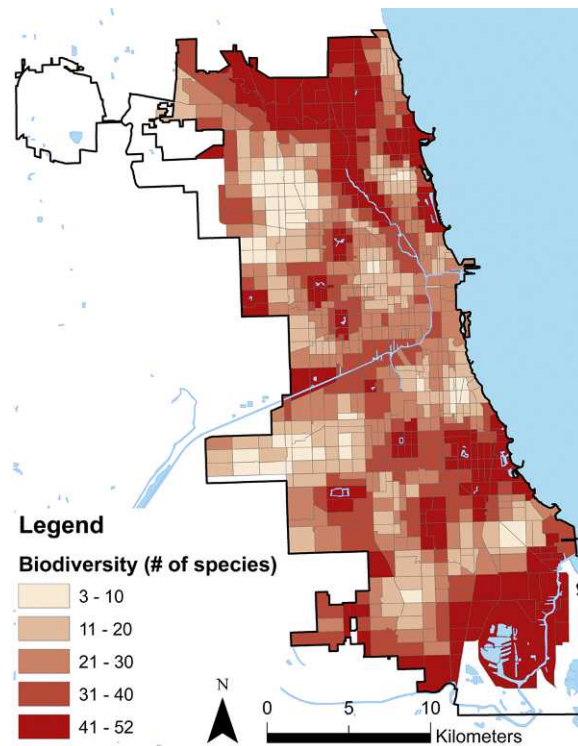 Legend
Biodiversity (# of species)
3 - 10
11 - 20
21 - 30
31 - 40
41 - 52
N
0 5 10
Kilometers